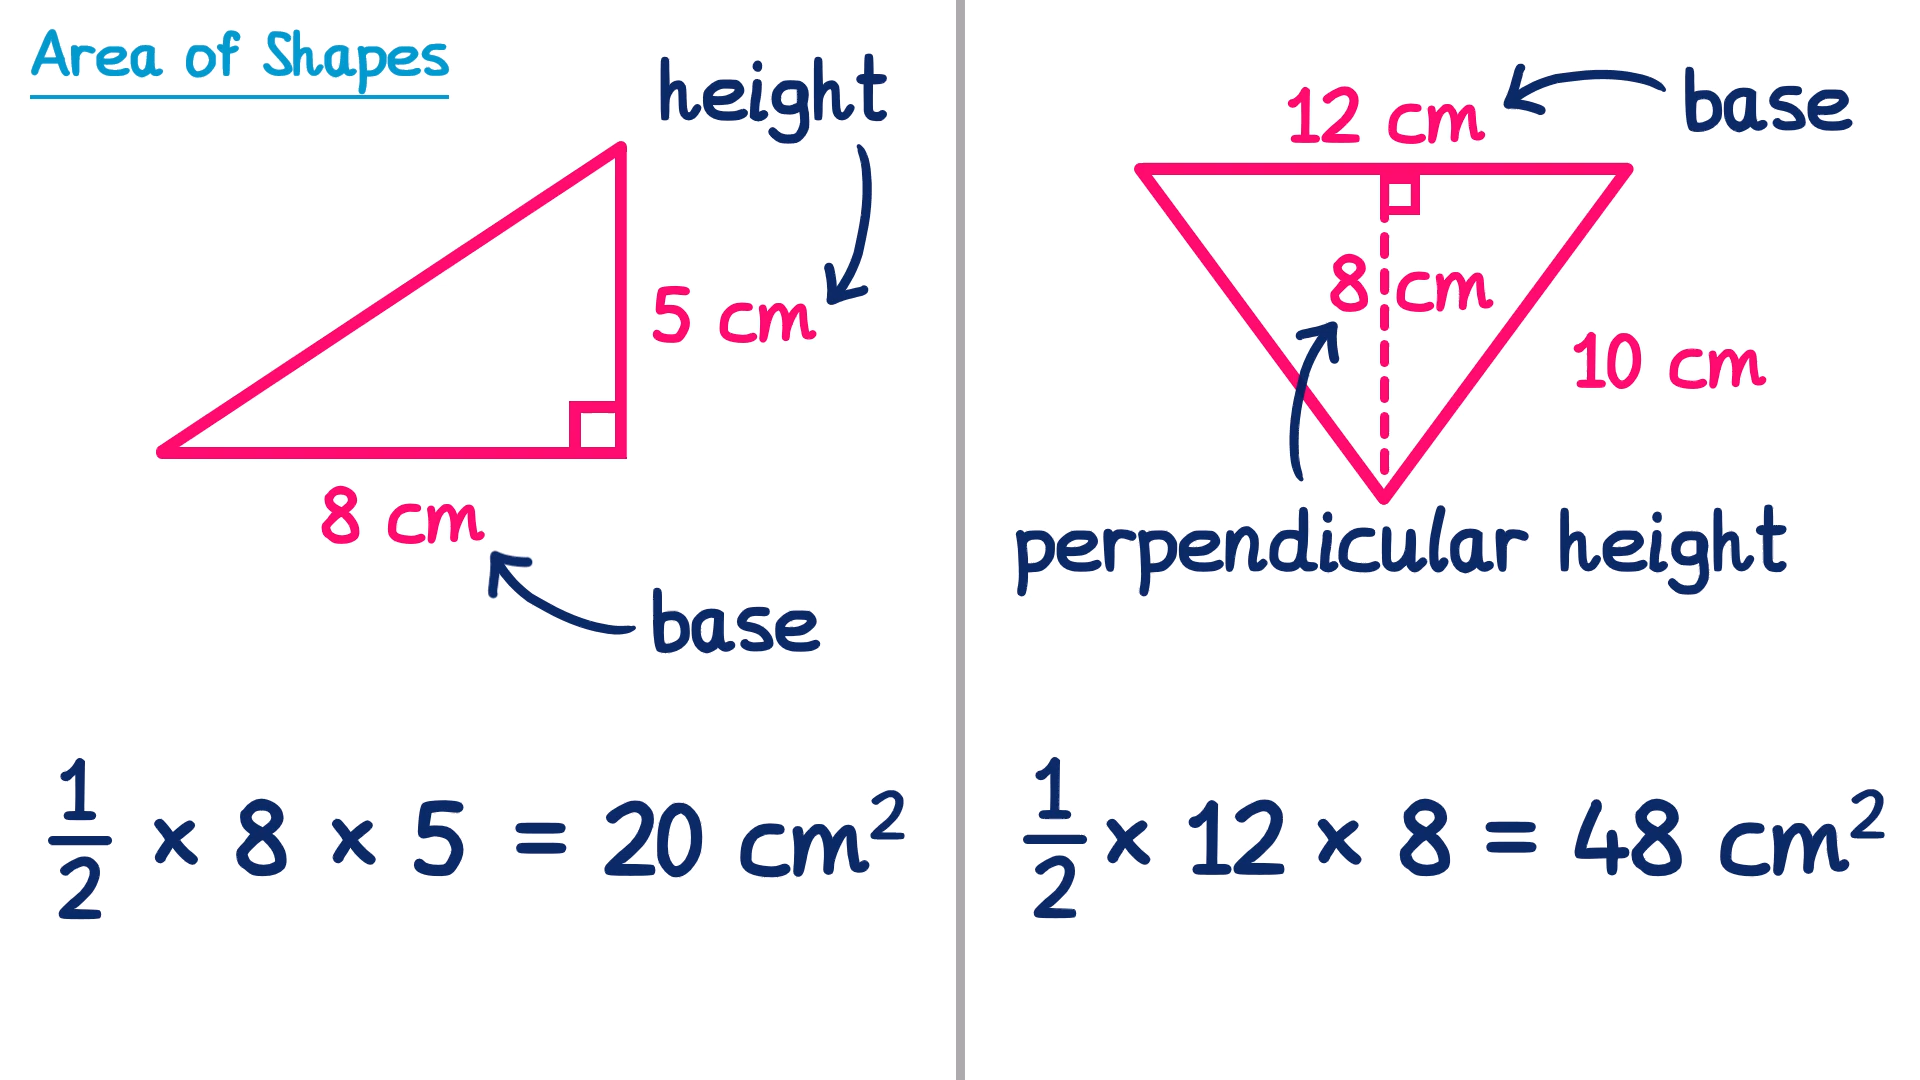 Area of Shapes
height
5 cm
8 cm
base
1/2 × 8 × 5 = 20 cm²
12 cm
base
8 cm
10 cm
perpendicular height
1/2 × 12 × 8 = 48 cm²